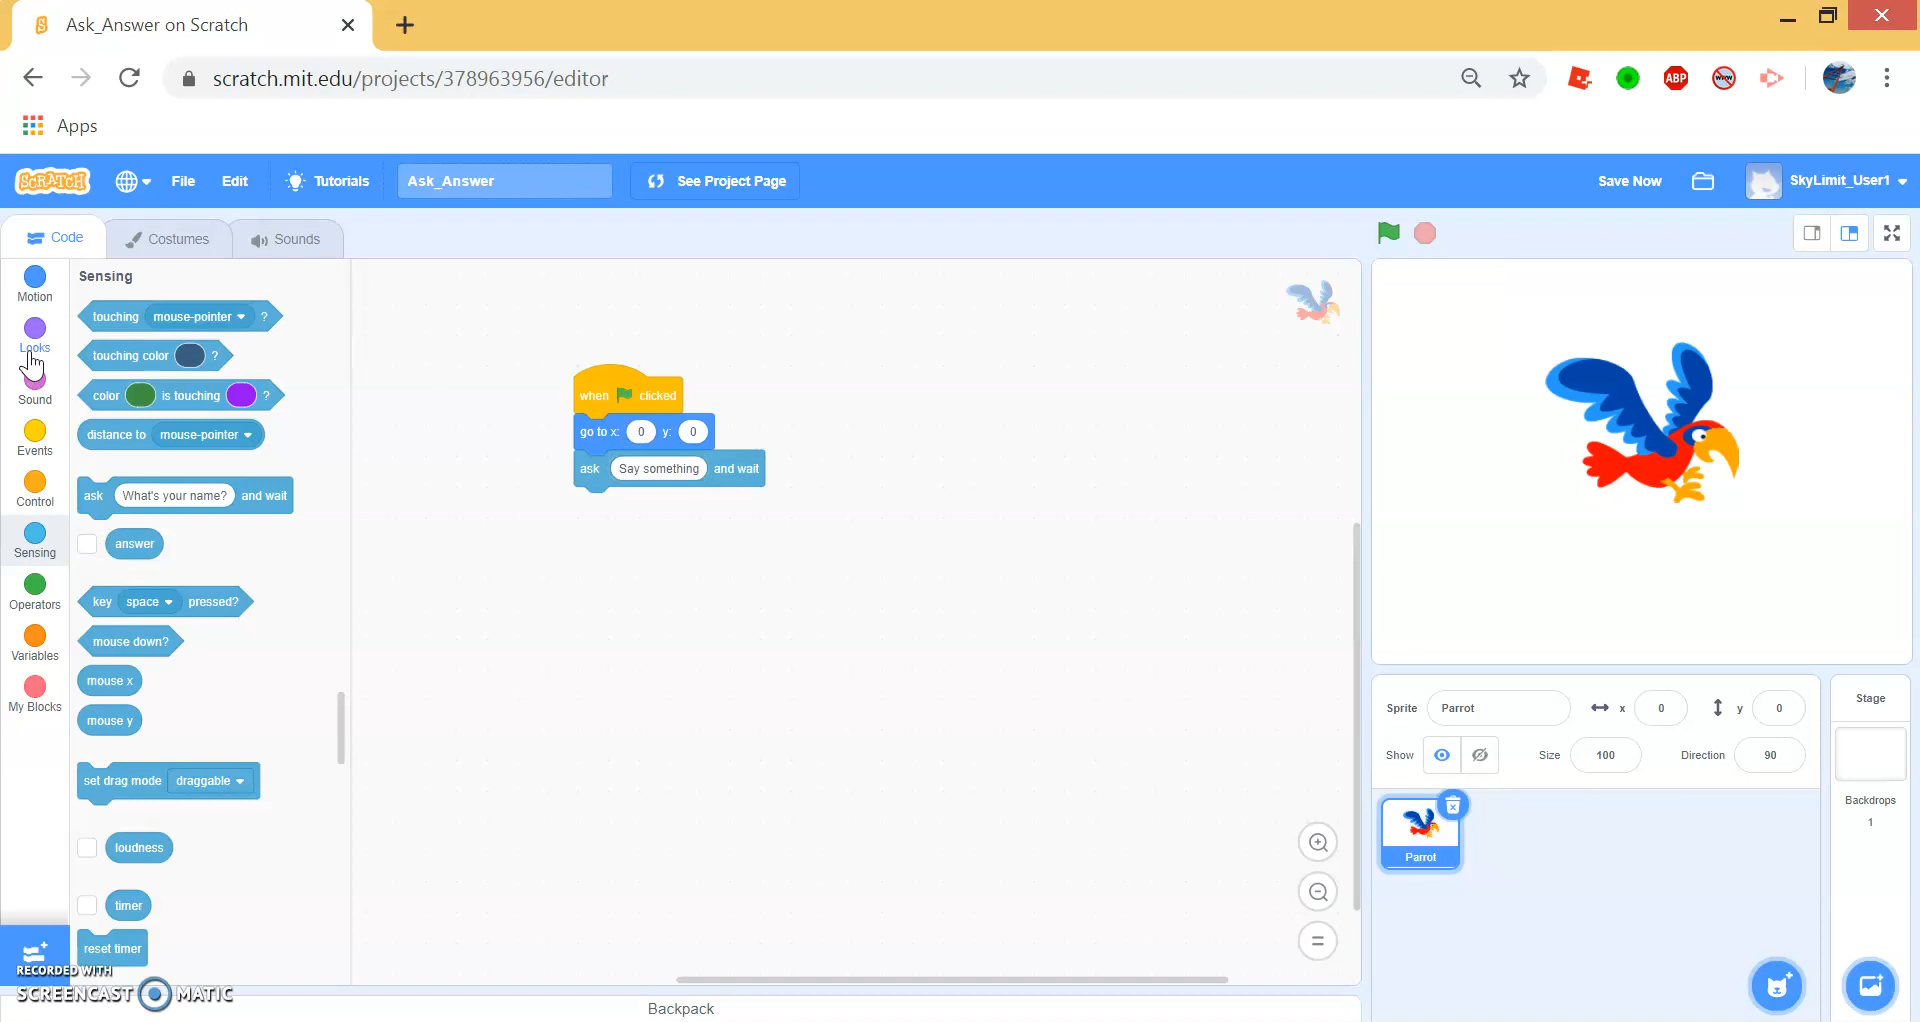 Ask_Answer on Scratch
scratch.mit.edu/projects/378963956/editor
ABP
Apps
SCRATCH
File
Edit
Tutorials
Ask_Answer
See Project Page
Save Now
SkyLimit_User1
Code
Costumes
Sounds
Motion
Looks
Sound
Events
Control
Sensing
Operators
Variables
My Blocks
Sensing
touching mouse-pointer ?
touching color ?
color is touching ?
distance to mouse-pointer
ask What's your name? and wait
answer
key space pressed?
mouse down?
mouse x
mouse y
set drag mode draggable
loudness
timer
reset timer
when clicked
go to x: 0 y: 0
ask Say something and wait
Sprite Parrot x 0 y 0
Show Size 100 Direction 90
Parrot
Stage
Backdrops
1
Backpack
RECORDED WITH
SCREENCAST MATIC